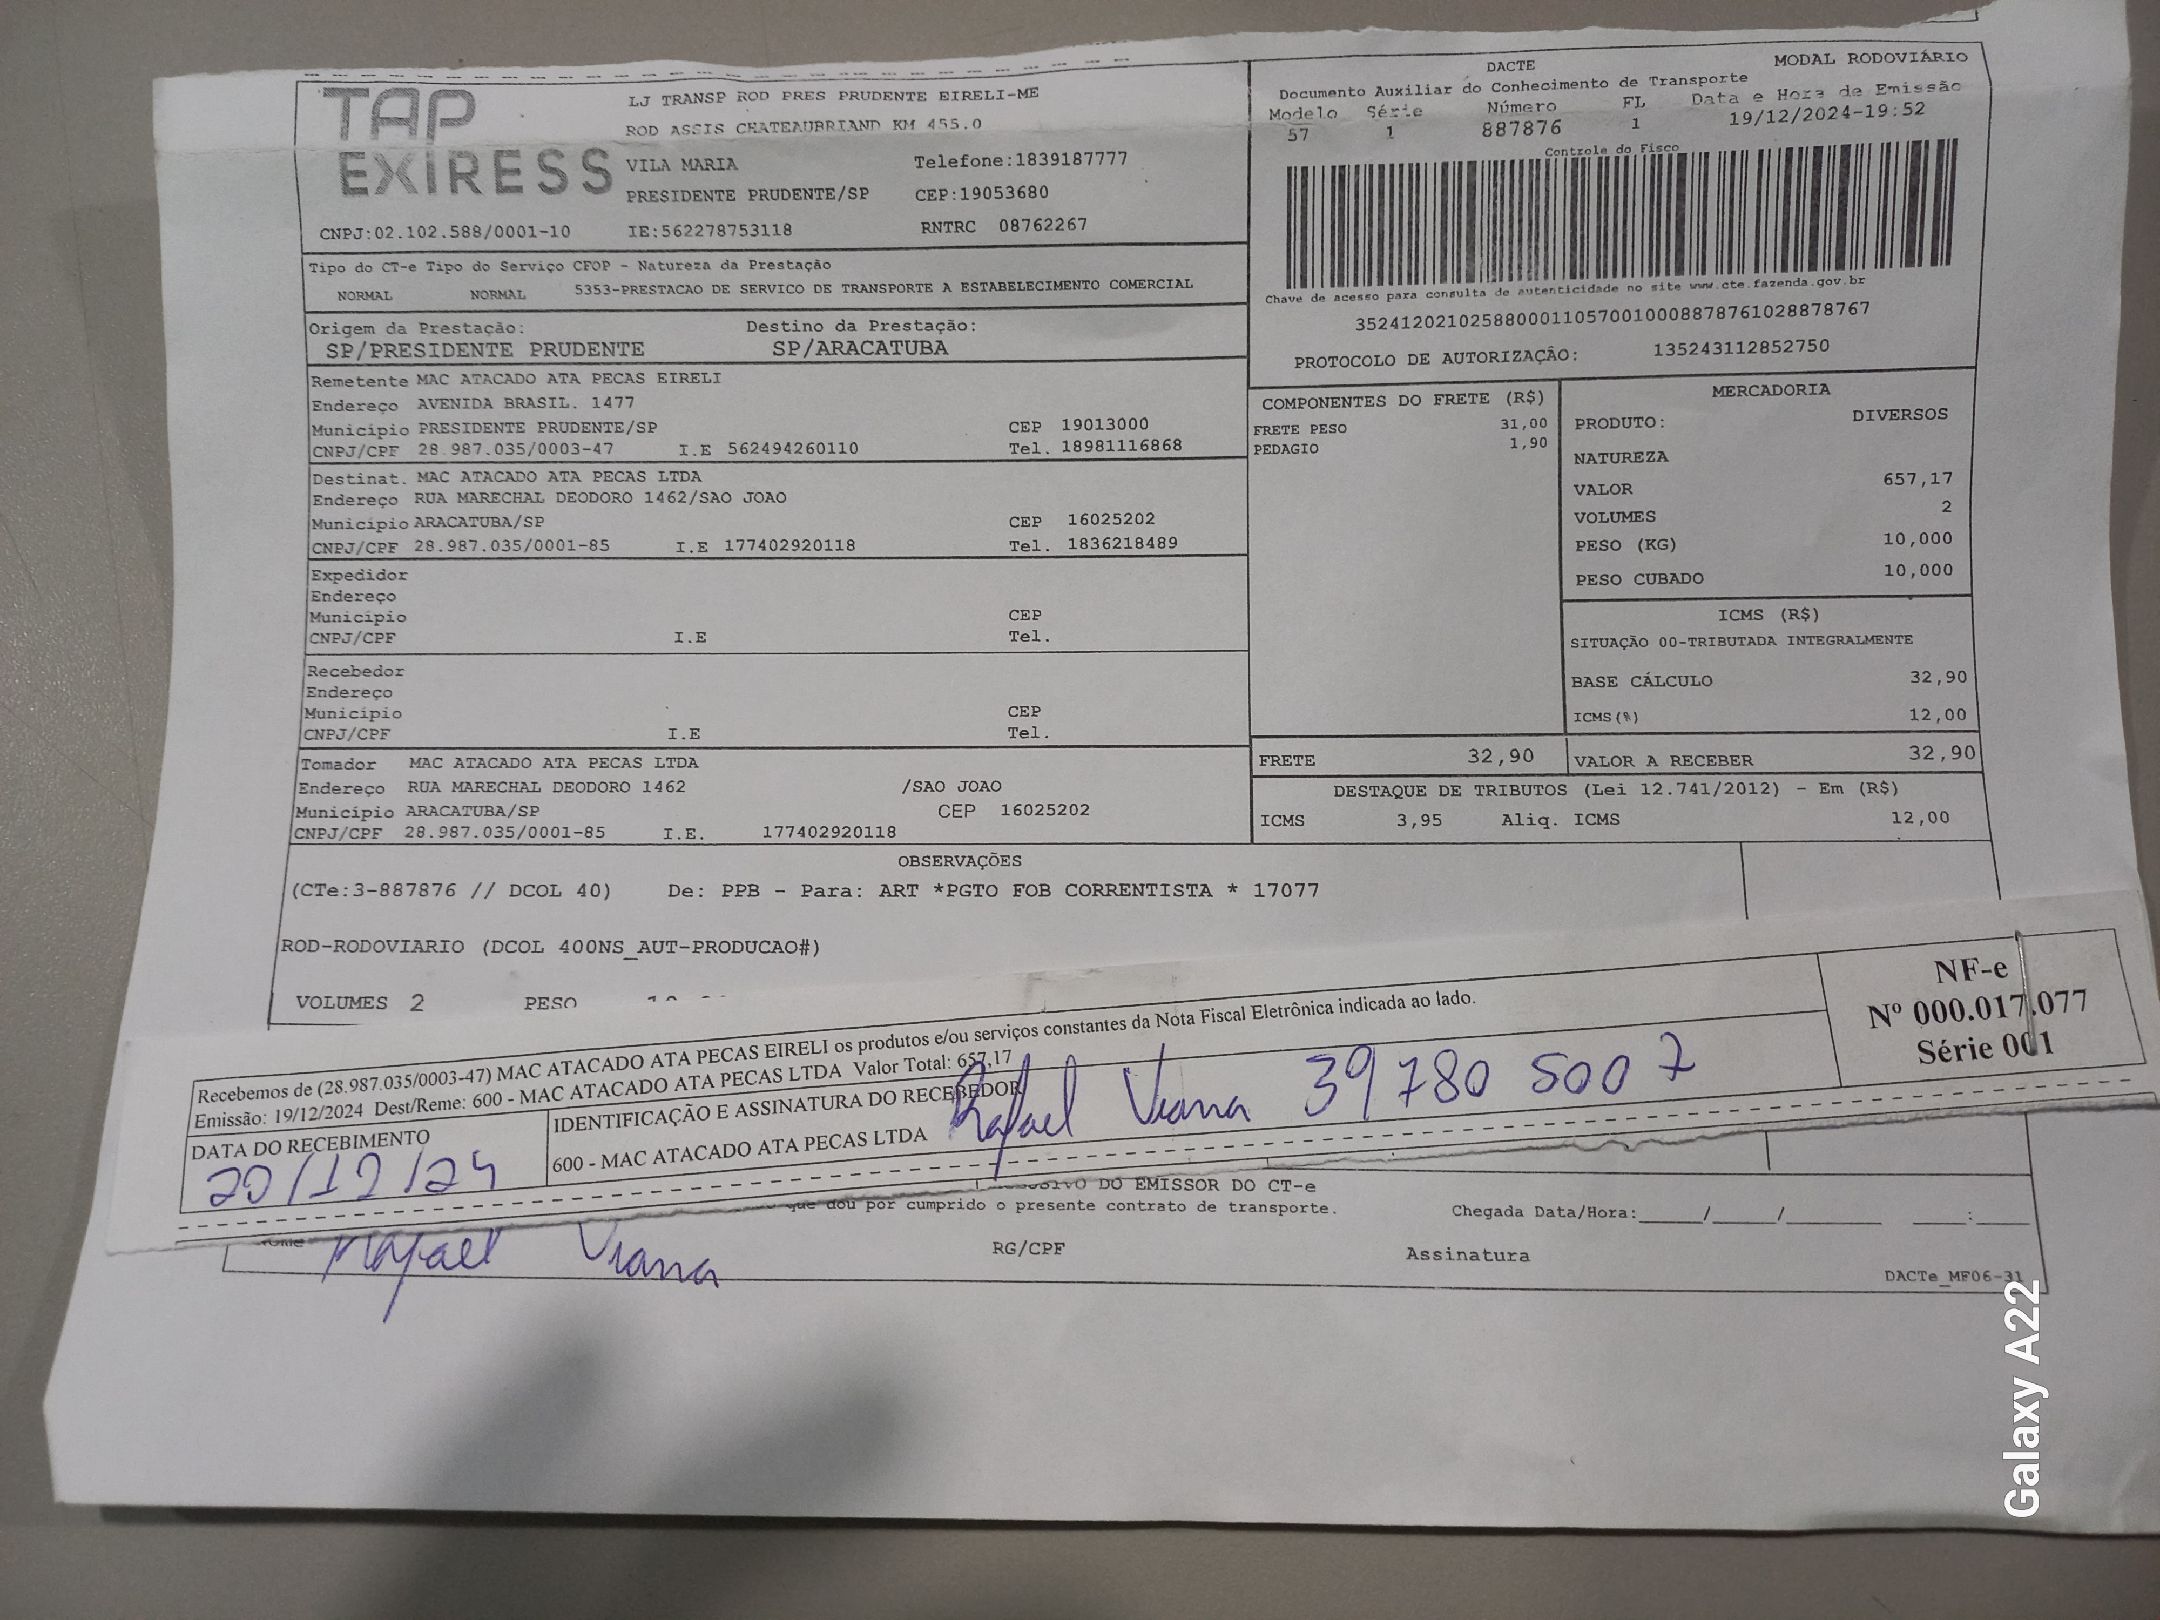 TAP
EXIRESS
LJ TRANSP ROD PRES PRUDENTE EIRELI-ME
ROD ASSIS CHATEAUBRIAND KM 455.0
VILA MARIA Telefone:1839187777
PRESIDENTE PRUDENTE/SP CEP:19053680
CNPJ:02.102.588/0001-10 IE:562278753118 RNTRC 08762267
DACTE MODAL RODOVIÁRIO
Documento Auxiliar do Conhecimento de Transporte
Modelo Série Número FL Data e Hora de Emissão
57 1 887876 1 19/12/2024-19:52
Controle do Fisco
Chave de acesso para consulta de autenticidade no site www.cte.fazenda.gov.br
35241202102588000110570010008878761028878767
PROTOCOLO DE AUTORIZAÇÃO: 135243112852750
Tipo do CT-e Tipo do Serviço CFOP - Natureza da Prestação
NORMAL NORMAL 5353-PRESTACAO DE SERVICO DE TRANSPORTE A ESTABELECIMENTO COMERCIAL
Origem da Prestação: Destino da Prestação:
SP/PRESIDENTE PRUDENTE SP/ARACATUBA
Remetente MAC ATACADO ATA PECAS EIRELI
Endereço AVENIDA BRASIL. 1477
Município PRESIDENTE PRUDENTE/SP CEP 19013000
CNPJ/CPF 28.987.035/0003-47 I.E 562494260110 Tel. 18981116868
Destinat. MAC ATACADO ATA PECAS LTDA
Endereço RUA MARECHAL DEODORO 1462/SAO JOAO
Município ARACATUBA/SP CEP 16025202
CNPJ/CPF 28.987.035/0001-85 I.E 177402920118 Tel. 1836218489
Expedidor
Endereço
Município CEP
CNPJ/CPF I.E Tel.
Recebedor
Endereço
Município CEP
CNPJ/CPF I.E Tel.
Tomador MAC ATACADO ATA PECAS LTDA
Endereço RUA MARECHAL DEODORO 1462 /SAO JOAO
Município ARACATUBA/SP CEP 16025202
CNPJ/CPF 28.987.035/0001-85 I.E. 177402920118
COMPONENTES DO FRETE (R$)
FRETE PESO 31,00
PEDAGIO 1,90
MERCADORIA
PRODUTO: DIVERSOS
NATUREZA
VALOR 657,17
VOLUMES 2
PESO (KG) 10,000
PESO CUBADO 10,000
ICMS (R$)
SITUAÇÃO 00-TRIBUTADA INTEGRALMENTE
BASE CÁLCULO 32,90
ICMS(%) 12,00
FRETE 32,90 VALOR A RECEBER 32,90
DESTAQUE DE TRIBUTOS (Lei 12.741/2012) - Em (R$)
ICMS 3,95 Aliq. ICMS 12,00
OBSERVAÇÕES
(CTe:3-887876 // DCOL 40) De: PPB - Para: ART *PGTO FOB CORRENTISTA * 17077
ROD-RODOVIARIO (DCOL 400NS_AUT-PRODUCAO#)
VOLUMES 2 PESO
Recebemos de (28.987.035/0003-47) MAC ATACADO ATA PECAS EIRELI os produtos e/ou serviços constantes da Nota Fiscal Eletrônica indicada ao lado.
Emissão: 19/12/2024 Dest/Reme: 600 - MAC ATACADO ATA PECAS LTDA Valor Total: 657,17
NF-e
Nº 000.017.077
Série 001
DATA DO RECEBIMENTO
20/12/24
IDENTIFICAÇÃO E ASSINATURA DO RECEBEDOR
600 - MAC ATACADO ATA PECAS LTDA
Rafael Viana 39780 5007
DO EMISSOR DO CT-e
que dou por cumprido o presente contrato de transporte. Chegada Data/Hora:____/____/______ ____:____
Rafael Viana RG/CPF Assinatura
DACTe_MF06-31
Galaxy A22